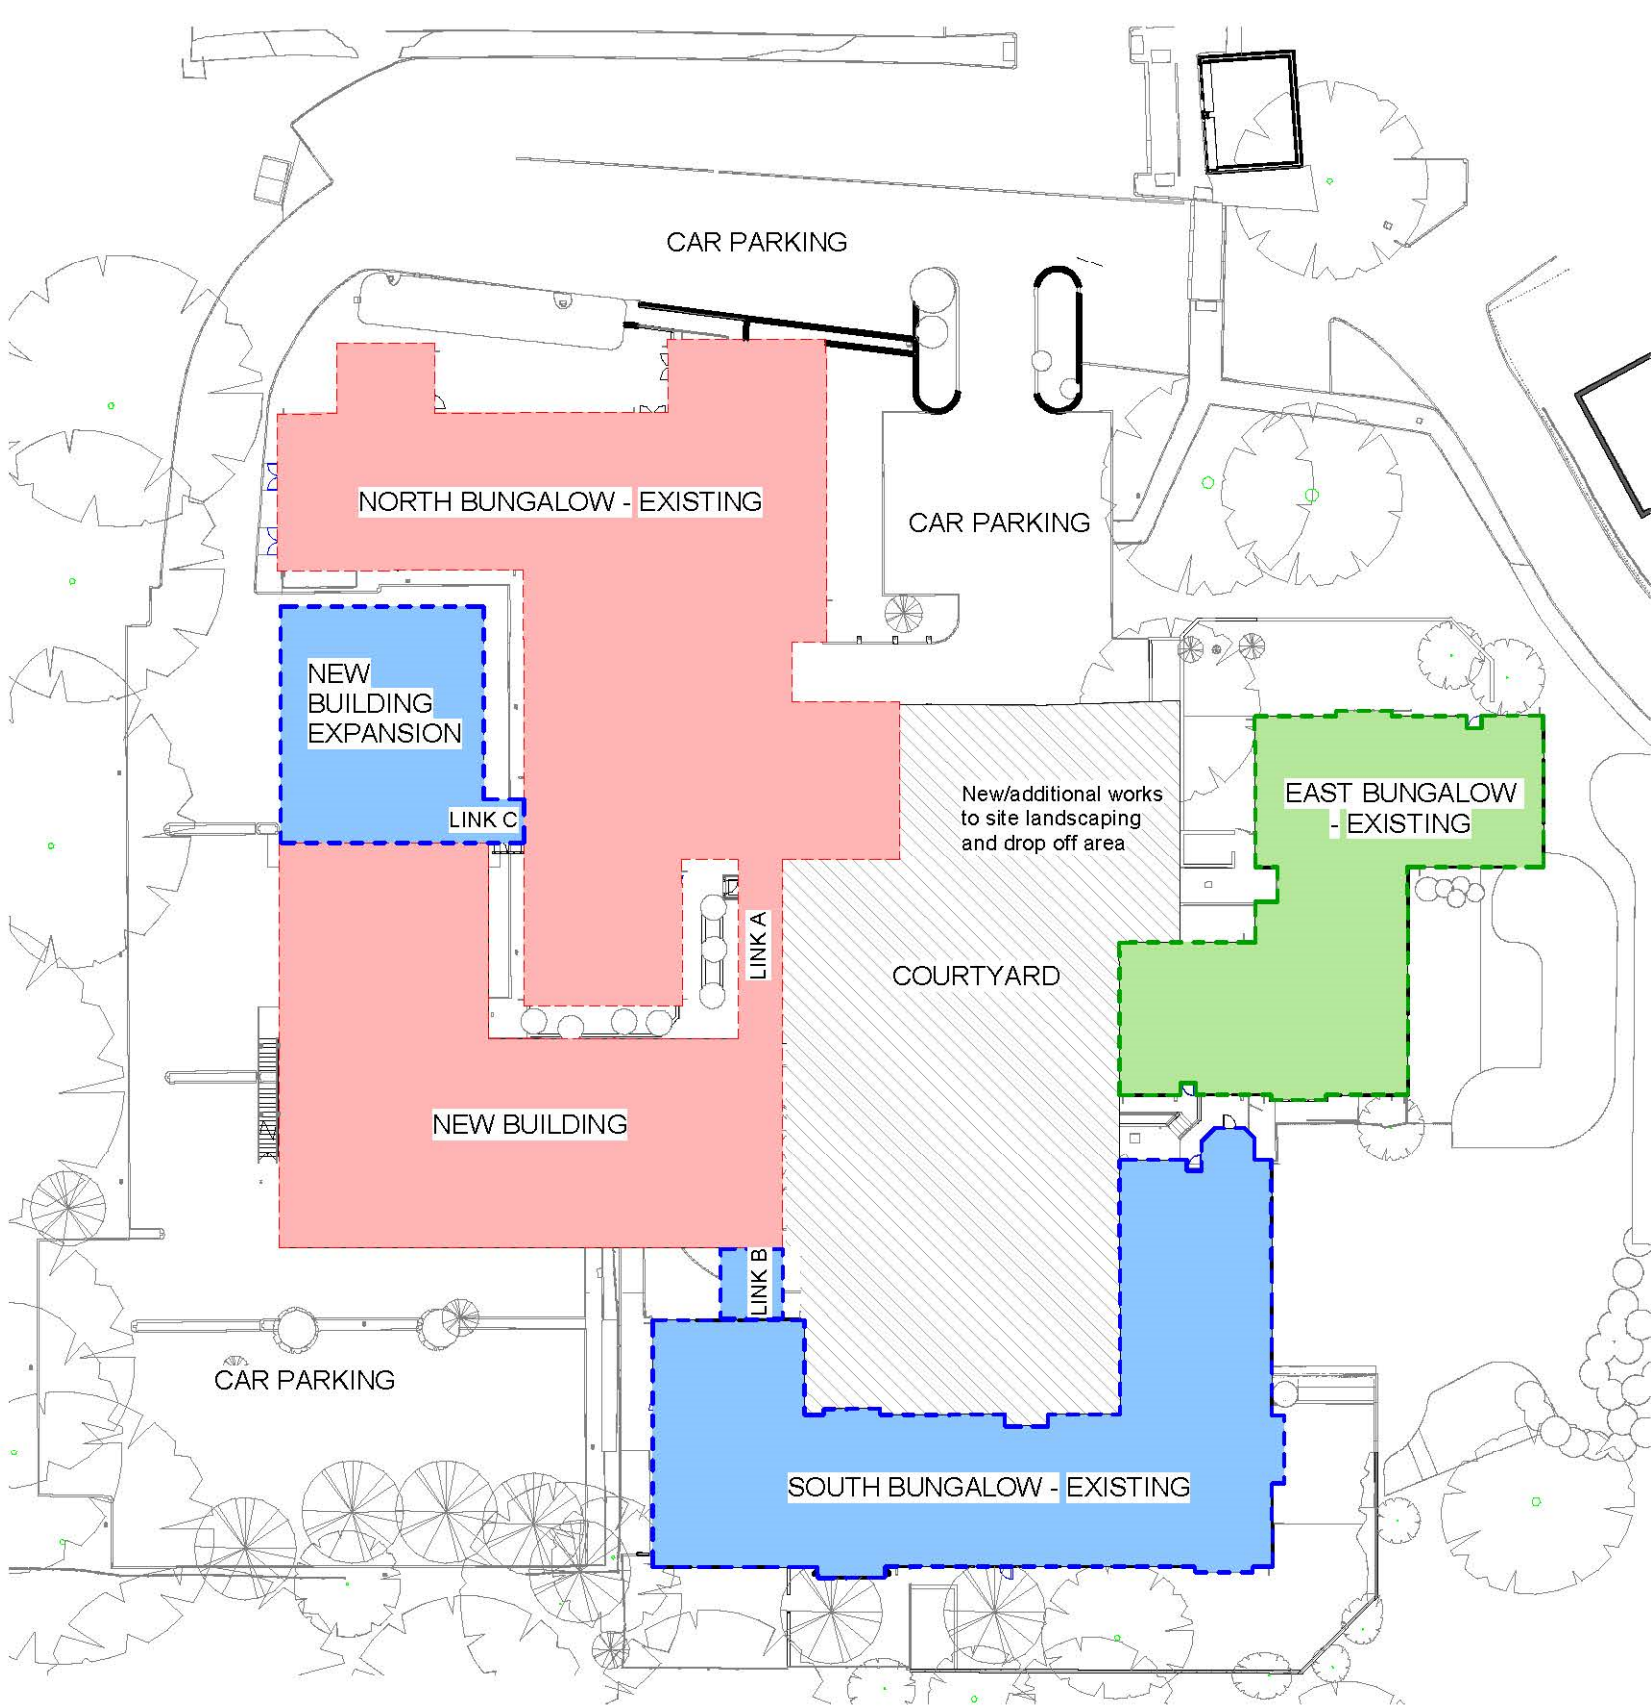 CAR PARKING
NORTH BUNGALOW - EXISTING
CAR PARKING
NEW
BUILDING
EXPANSION
LINK C
New/additional works
to site landscaping
and drop off area
EAST BUNGALOW
- EXISTING
LINK A
COURTYARD
NEW BUILDING
LINK B
CAR PARKING
SOUTH BUNGALOW - EXISTING